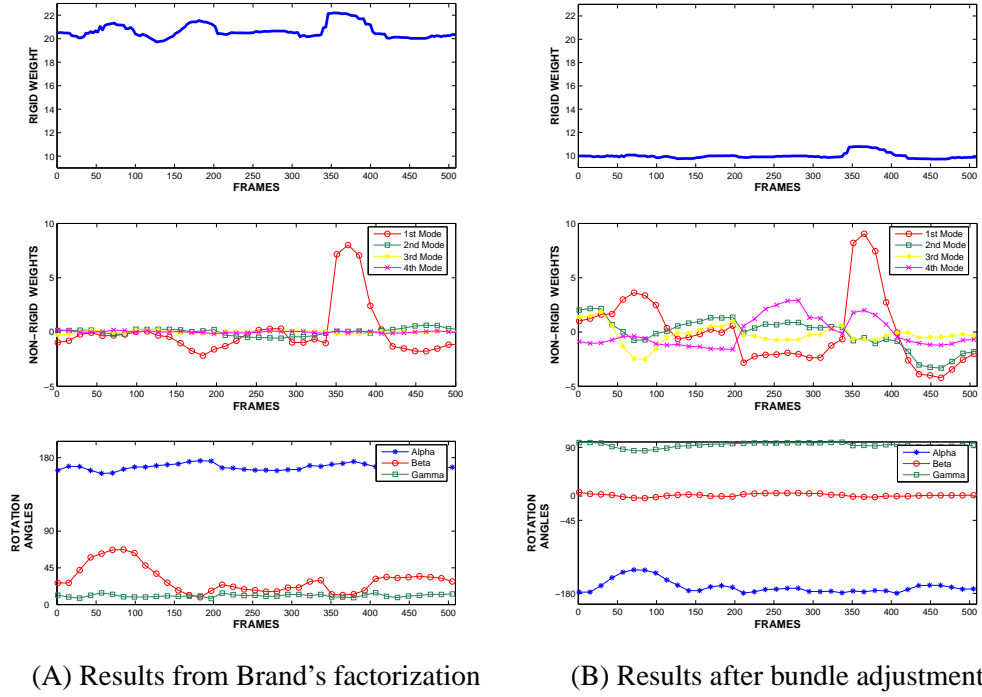 22
20
18
16
14
12
10
RIGID WEIGHT
0 50 100 150 200 250 300 350 400 450 500
FRAMES
22
20
18
16
14
12
10
RIGID WEIGHT
0 50 100 150 200 250 300 350 400 450 500
FRAMES
10
5
0
−5
NON−RIGID WEIGHTS
1st Mode
2nd Mode
3rd Mode
4th Mode
0 50 100 150 200 250 300 350 400 450 500
FRAMES
10
5
0
−5
NON−RIGID WEIGHTS
1st Mode
2nd Mode
3rd Mode
4th Mode
0 50 100 150 200 250 300 350 400 450 500
FRAMES
180
90
45
0
ROTATION
ANGLES
Alpha
Beta
Gamma
0 50 100 150 200 250 300 350 400 450 500
FRAMES
90
0
−45
−180
ROTATION
ANGLES
Alpha
Beta
Gamma
0 50 100 150 200 250 300 350 400 450 500
FRAMES
(A) Results from Brand's factorization
(B) Results after bundle adjustment